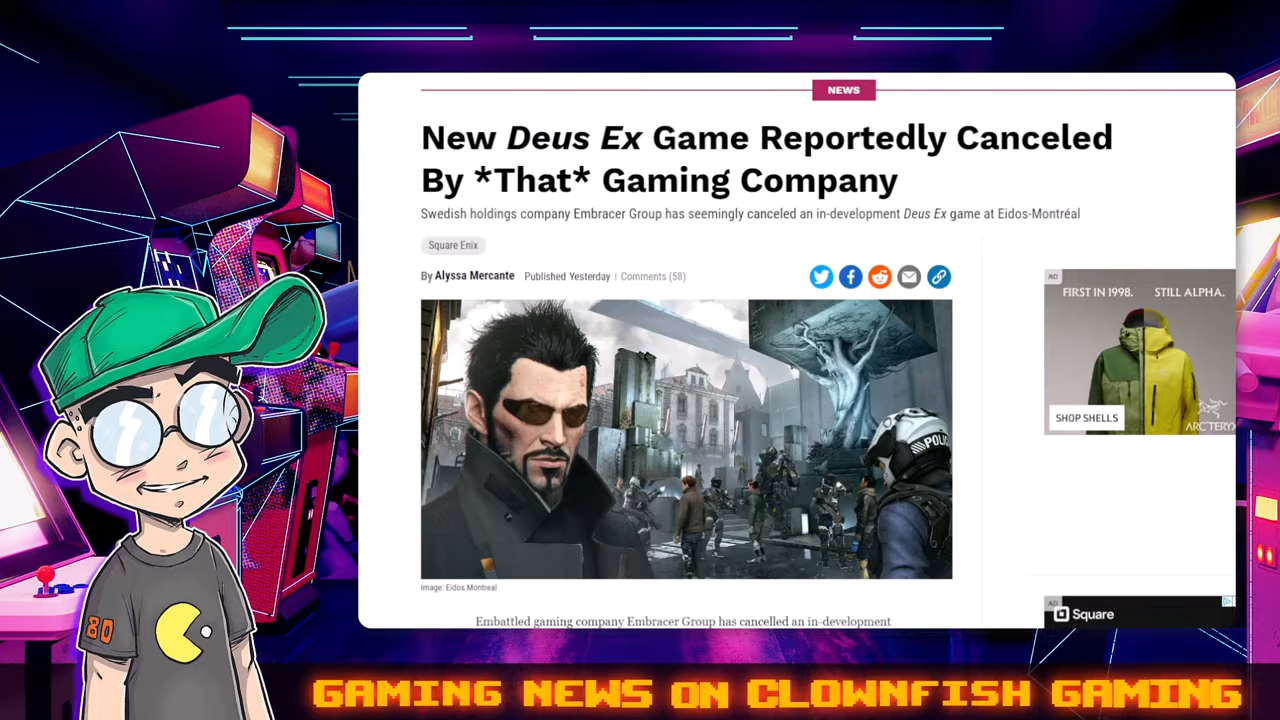 NEWS
New Deus Ex Game Reportedly Canceled
By *That* Gaming Company
Swedish holdings company Embracer Group has seemingly canceled an in-development Deus Ex game at Eidos-Montréal
Square Enix
By Alyssa Mercante Published Yesterday | Comments (58)
AD
FIRST IN 1998. STILL ALPHA.
SHOP SHELLS
ARC'TERYX
POLIC
Image: Eidos Montreal
Embattled gaming company Embracer Group has cancelled an in-development
AD
Square
80
GAMING NEWS ON CLOWNFISH GAMING